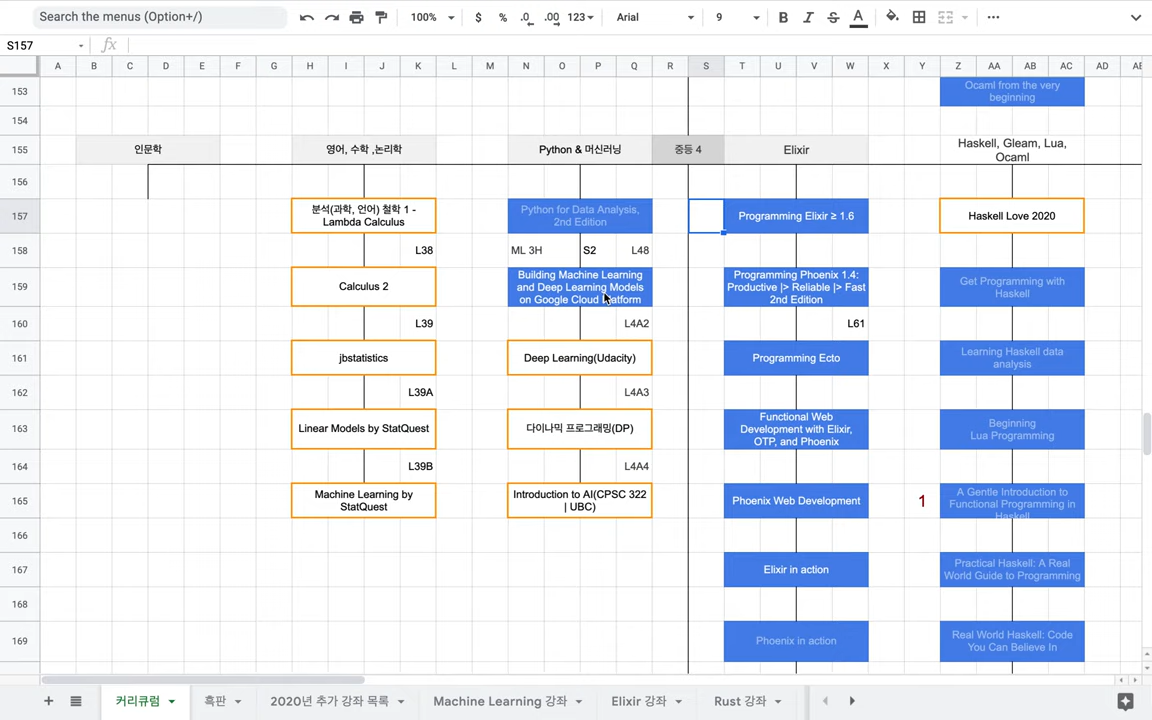 Search the menus (Option+/)
100%
$
%
.0
.00
123
Arial
9
B
I
S
A
S157
fx
A B C D E F G H I J K L M N O P Q R S T U V W X Y Z AA AB AC AD
153
Ocaml from the very
beginning
154
155
인문학
영어, 수학 ,논리학
Python & 머신러닝
중등 4
Elixir
Haskell, Gleam, Lua,
Ocaml
156
157
분석(과학, 언어) 철학 1 -
Lambda Calculus
Python for Data Analysis,
2nd Edition
Programming Elixir ≥ 1.6
Haskell Love 2020
158
L38
ML 3H
S2
L48
159
Calculus 2
Building Machine Learning
and Deep Learning Models
on Google Cloud Platform
Programming Phoenix 1.4:
Productive |> Reliable |> Fast
2nd Edition
Get Programming with
Haskell
160
L39
L4A2
L61
161
jbstatistics
Deep Learning(Udacity)
Programming Ecto
Learning Haskell data
analysis
162
L39A
L4A3
163
Linear Models by StatQuest
다이나믹 프로그래밍(DP)
Functional Web
Development with Elixir,
OTP, and Phoenix
Beginning
Lua Programming
164
L39B
L4A4
165
Machine Learning by
StatQuest
Introduction to AI(CPSC 322
| UBC)
Phoenix Web Development
1
A Gentle Introduction to
Functional Programming in
Haskell
166
167
Elixir in action
Practical Haskell: A Real
World Guide to Programming
168
169
Phoenix in action
Real World Haskell: Code
You Can Believe In
커리큘럼
흑판
2020년 추가 강좌 목록
Machine Learning 강좌
Elixir 강좌
Rust 강좌